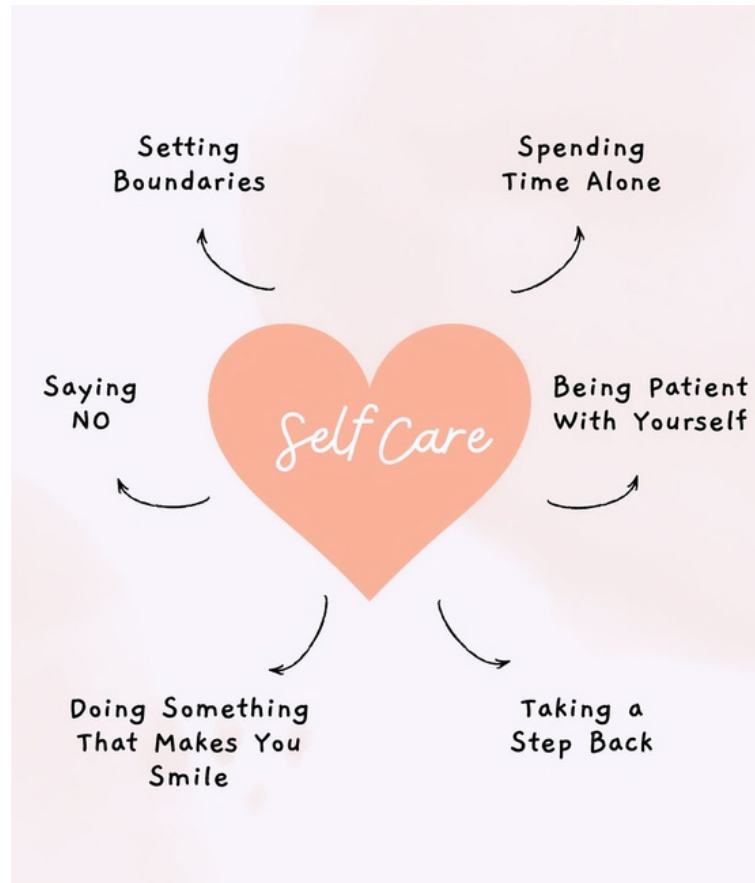 Setting
Boundaries
Spending
Time Alone
Saying
NO
Self Care
Being Patient
With Yourself
Doing Something
That Makes You
Smile
Taking a
Step Back